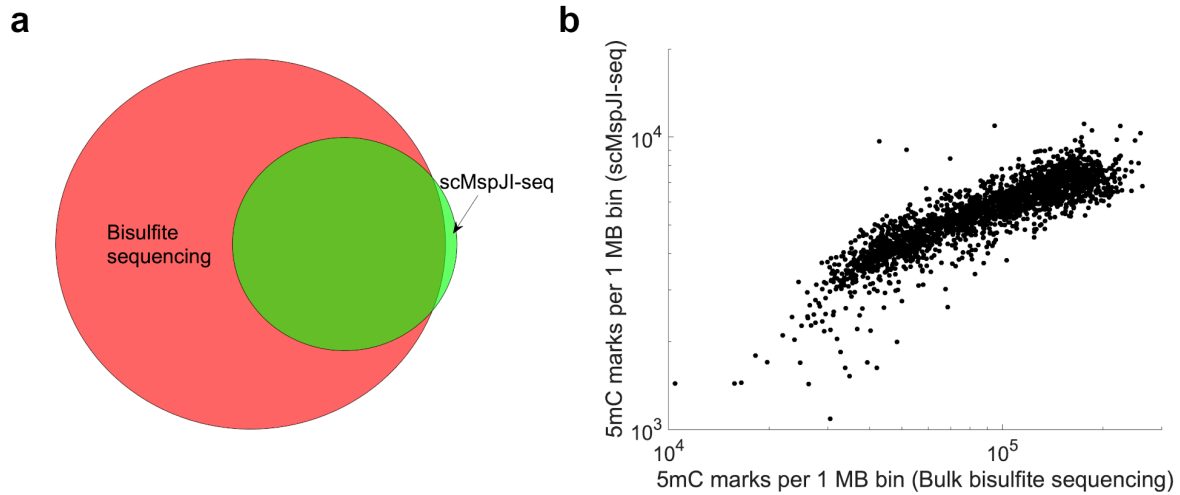 a
Bisulfite
sequencing
scMspJI-seq
b
5mC marks per 1 MB bin (scMspJI-seq)
10^4
10^3
10^4
10^5
5mC marks per 1 MB bin (Bulk bisulfite sequencing)